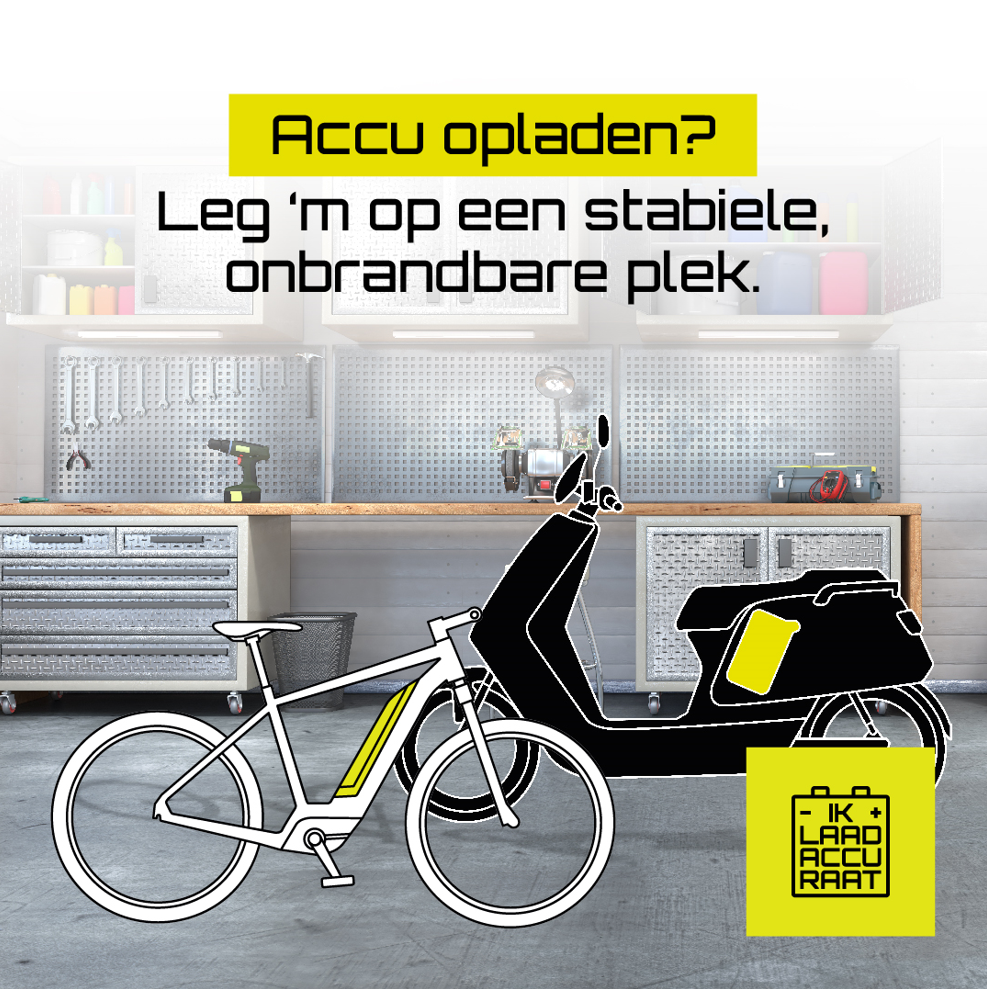 Accu opladen?
Leg ‘m op een stabiele,
onbrandbare plek.
- IK +
LAAD
ACCU
RAAT